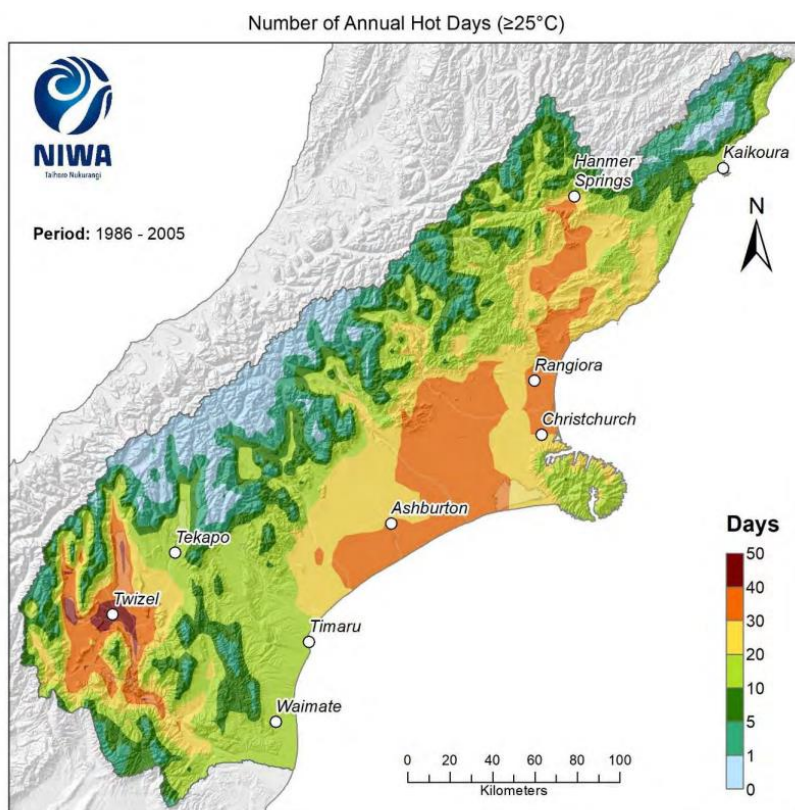 Number of Annual Hot Days (≥25°C)
NIWA
Taihoro Nukurangi
Period: 1986 - 2005
Hanmer
Springs
Kaikoura
N
Rangiora
Christchurch
Ashburton
Tekapo
Twizel
Timaru
Waimate
Days
50
40
30
20
10
5
1
0
0 20 40 60 80 100
Kilometers